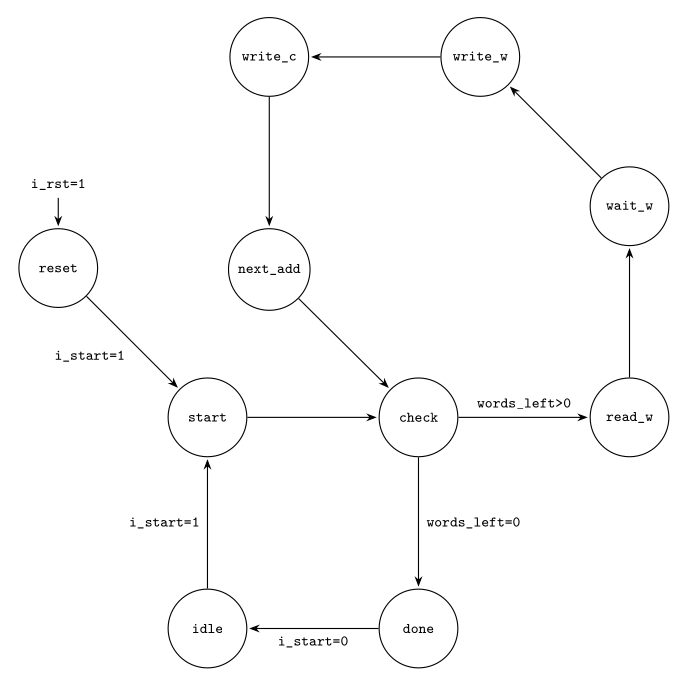 write_c
write_w
i_rst=1
wait_w
reset
next_add
i_start=1
words_left>0
start
check
read_w
i_start=1
words_left=0
idle
done
i_start=0